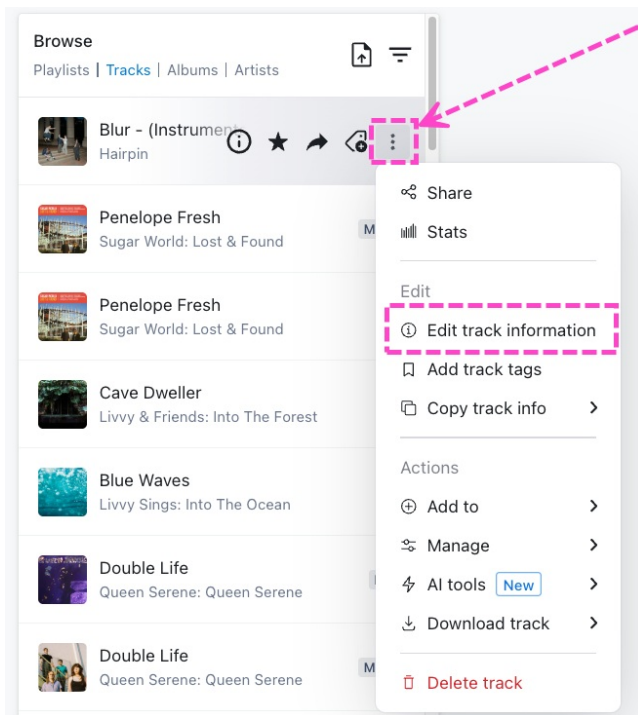 Browse
Playlists | Tracks | Albums | Artists
Blur - (Instrumen
Hairpin
Share
Penelope Fresh
Sugar World: Lost & Found
M
Stats
Edit
Penelope Fresh
Sugar World: Lost & Found
Edit track information
Add track tags
Cave Dweller
Livvy & Friends: Into The Forest
Copy track info
Actions
Blue Waves
Livvy Sings: Into The Ocean
Add to
Manage
Double Life
Queen Serene: Queen Serene
AI tools New
Download track
Double Life
Queen Serene: Queen Serene
M
Delete track